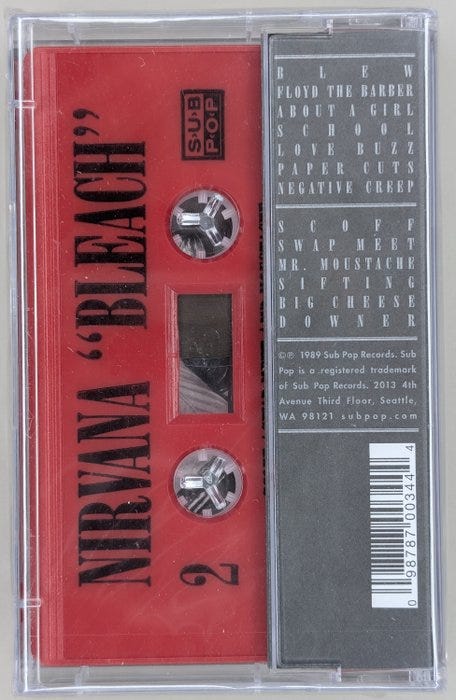 NIRVANA “BLEACH”
2
SUB
POP
BLEW
FLOYD THE BARBER
ABOUT A GIRL
SCHOOL
LOVE BUZZ
PAPER CUTS
NEGATIVE CREEP
SCOFF
SWAP MEET
MR. MOUSTACHE
SIFTING
BIG CHEESE
DOWNER
©℗ 1989 Sub Pop Records. Sub
Pop is a registered trademark
of Sub Pop Records. 2013 4th
Avenue Third Floor, Seattle,
WA 98121 subpop.com
0 98787 00344 4